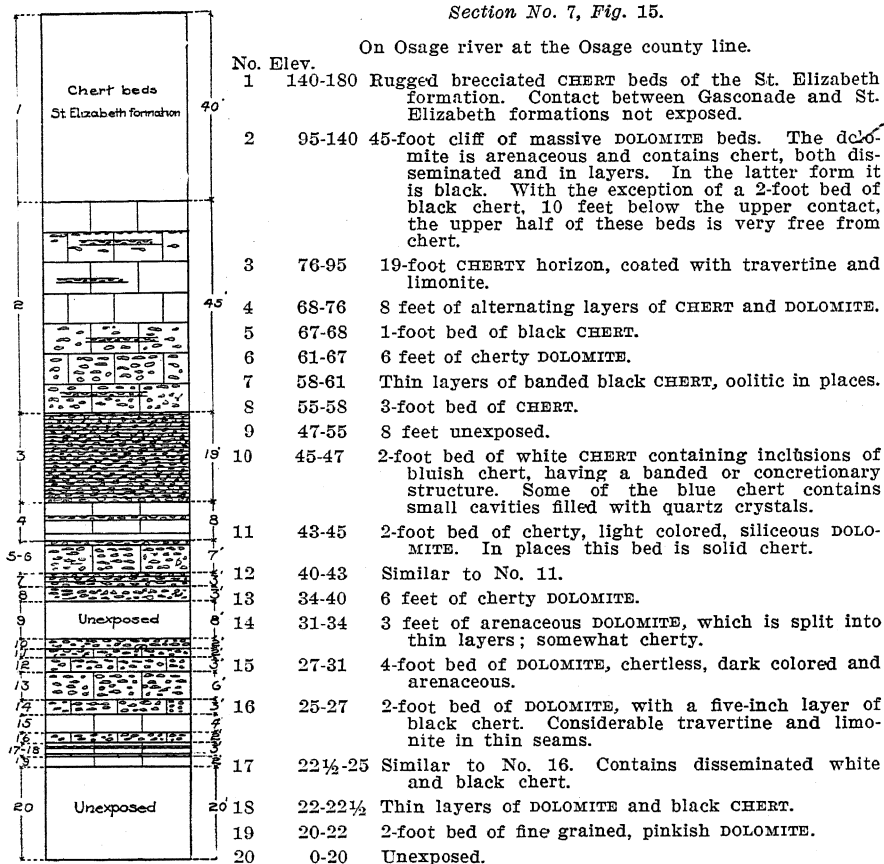 Section No. 7, Fig. 15.
On Osage river at the Osage county line.
No. Elev.
1 140-180 Rugged brecciated CHERT beds of the St. Elizabeth
formation. Contact between Gasconade and St.
Elizabeth formations not exposed.
2 95-140 45-foot cliff of massive DOLOMITE beds. The dolo-
mite is arenaceous and contains chert, both dis-
seminated and in layers. In the latter form it
is black. With the exception of a 2-foot bed of
black chert, 10 feet below the upper contact,
the upper half of these beds is very free from
chert.
3 76-95 19-foot CHERTY horizon, coated with travertine and
limonite.
4 68-76 8 feet of alternating layers of CHERT and DOLOMITE.
5 67-68 1-foot bed of black CHERT.
6 61-67 6 feet of cherty DOLOMITE.
7 58-61 Thin layers of banded black CHERT, oolitic in places.
8 55-58 3-foot bed of CHERT.
9 47-55 8 feet unexposed.
10 45-47 2-foot bed of white CHERT containing inclusions of
bluish chert, having a banded or concretionary
structure. Some of the blue chert contains
small cavities filled with quartz crystals.
11 43-45 2-foot bed of cherty, light colored, siliceous DOLO-
MITE. In places this bed is solid chert.
12 40-43 Similar to No. 11.
13 34-40 6 feet of cherty DOLOMITE.
14 31-34 3 feet of arenaceous DOLOMITE, which is split into
thin layers; somewhat cherty.
15 27-31 4-foot bed of DOLOMITE, chertless, dark colored and
arenaceous.
16 25-27 2-foot bed of DOLOMITE, with a five-inch layer of
black chert. Considerable travertine and limo-
nite in thin seams.
17 22½-25 Similar to No. 16. Contains disseminated white
and black chert.
18 22-22½ Thin layers of DOLOMITE and black CHERT.
19 20-22 2-foot bed of fine grained, pinkish DOLOMITE.
20 0-20 Unexposed.
Chert beds
St Elizabeth formation
1 40'
2 45'
3 19'
4 8
5-6 7'
7 3'
8 3'
9 Unexposed 8'
12 3'
13 6'
14 3'
15 4'
17-18
20 Unexposed 20'